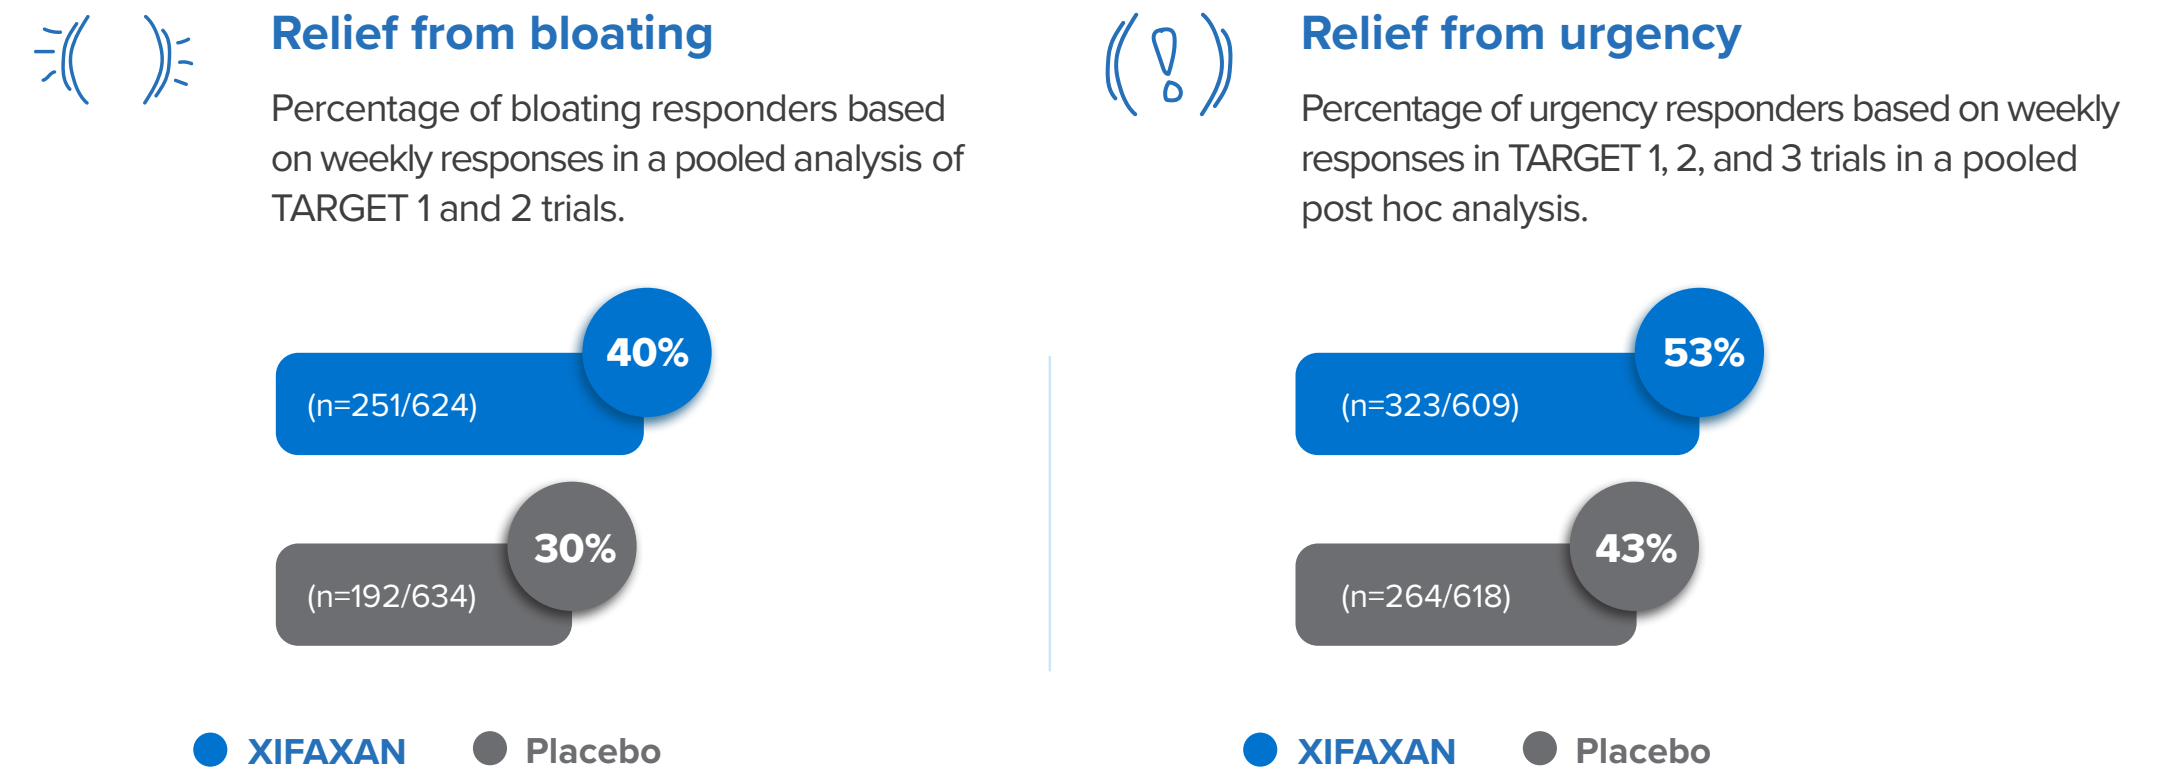 Relief from bloating
Percentage of bloating responders based
on weekly responses in a pooled analysis of
TARGET 1 and 2 trials.
40%
(n=251/624)
30%
(n=192/634)
XIFAXAN
Placebo
Relief from urgency
Percentage of urgency responders based on weekly
responses in TARGET 1, 2, and 3 trials in a pooled
post hoc analysis.
53%
(n=323/609)
43%
(n=264/618)
XIFAXAN
Placebo